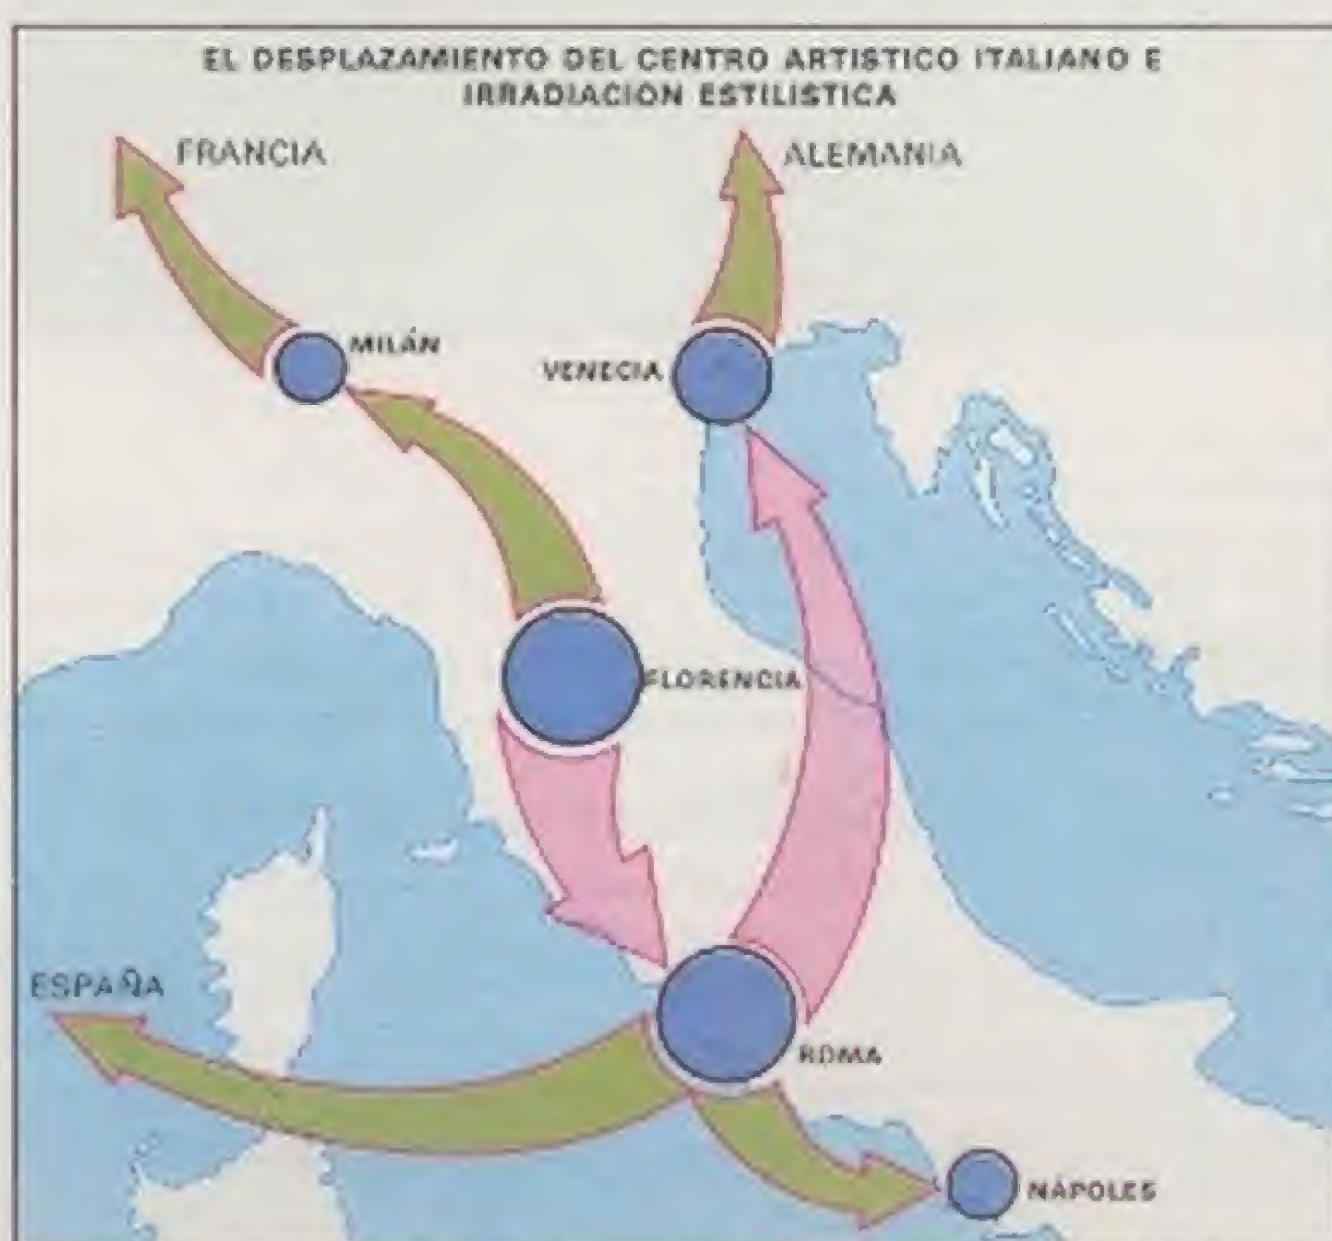 EL DESPLAZAMIENTO DEL CENTRO ARTISTICO ITALIANO E
IRRADIACION ESTILISTICA
FRANCIA
ALEMANIA
MILÁN
VENECIA
FLORENCIA
ESPAÑA
ROMA
NÁPOLES